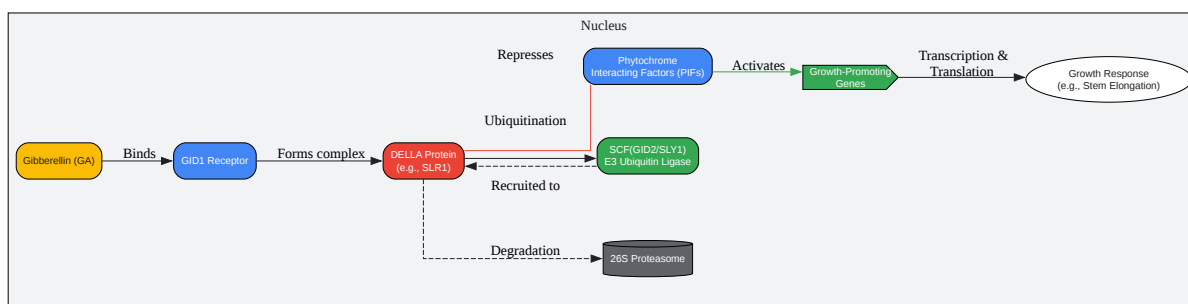 Nucleus
Represses
Phytochrome
Interacting Factors (PIFs)
Activates
Growth-Promoting
Genes
Transcription &
Translation
Growth Response
(e.g., Stem Elongation)
Ubiquitination
Gibberellin (GA)
Binds
GID1 Receptor
Forms complex
DELLA Protein
(e.g., SLR1)
SCF(GID2/SLY1)
E3 Ubiquitin Ligase
Recruited to
Degradation
26S Proteasome